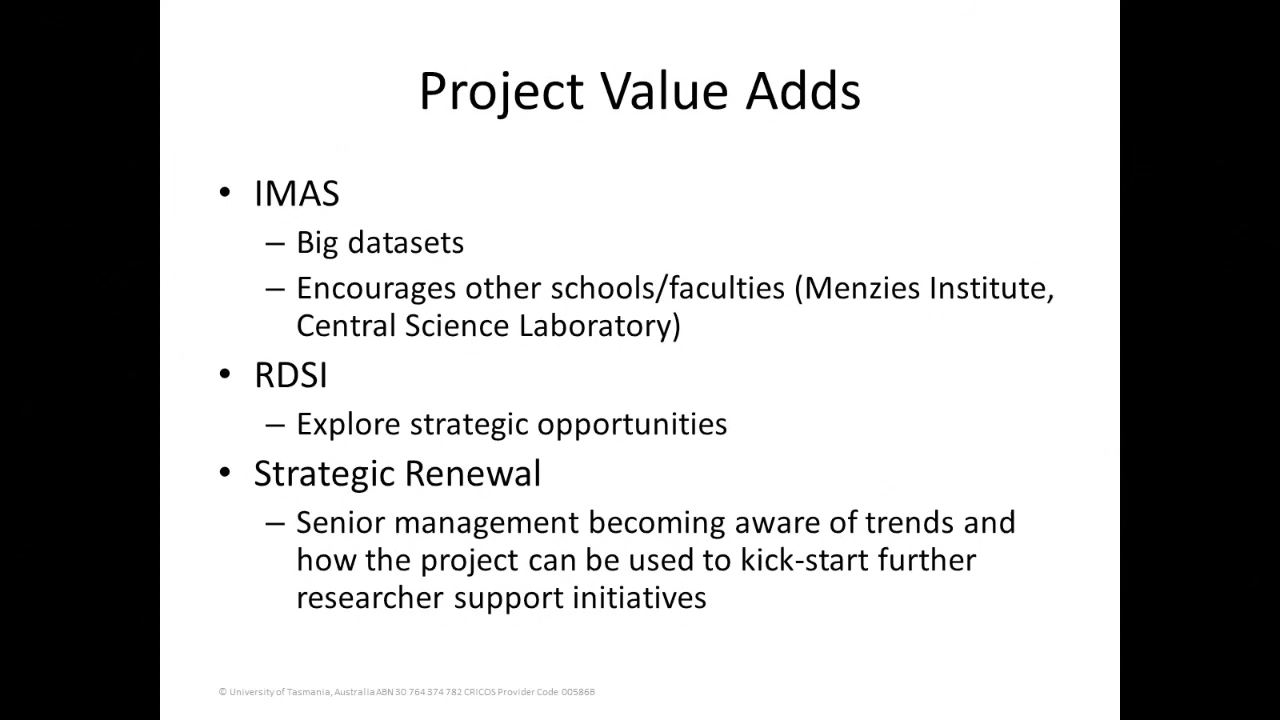 Project Value Adds
• IMAS
– Big datasets
– Encourages other schools/faculties (Menzies Institute,
Central Science Laboratory)
• RDSI
– Explore strategic opportunities
• Strategic Renewal
– Senior management becoming aware of trends and
how the project can be used to kick-start further
researcher support initiatives
© University of Tasmania, Australia ABN 30 764 374 782 CRICOS Provider Code 00586B